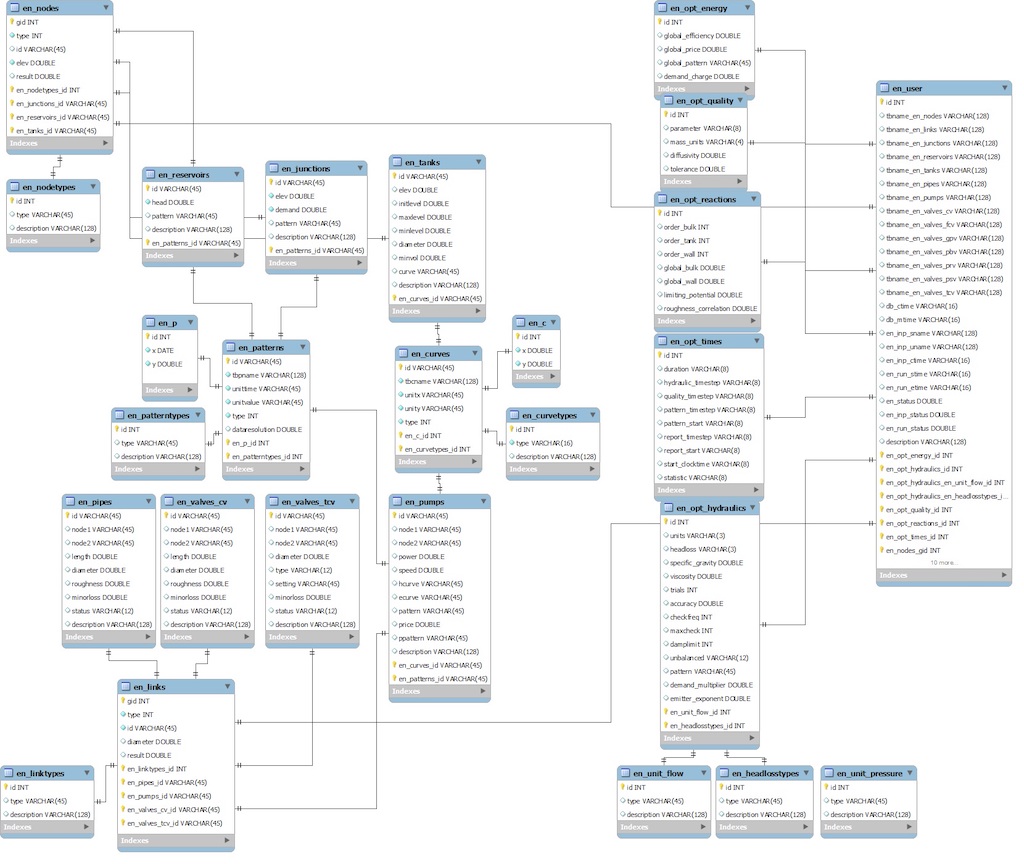 en_nodes
gid INT
type INT
id VARCHAR(45)
elev DOUBLE
result DOUBLE
en_nodetypes_id INT
en_junctions_id VARCHAR(45)
en_reservoirs_id VARCHAR(45)
en_tanks_id VARCHAR(45)
Indexes
en_nodetypes
id INT
type VARCHAR(45)
description VARCHAR(128)
Indexes
en_reservoirs
id VARCHAR(45)
head DOUBLE
pattern VARCHAR(45)
description VARCHAR(128)
en_patterns_id VARCHAR(45)
Indexes
en_junctions
id VARCHAR(45)
elev DOUBLE
demand DOUBLE
pattern VARCHAR(45)
description VARCHAR(128)
en_patterns_id VARCHAR(45)
Indexes
en_tanks
id VARCHAR(45)
elev DOUBLE
initlevel DOUBLE
maxlevel DOUBLE
minlevel DOUBLE
diameter DOUBLE
minvol DOUBLE
curve VARCHAR(45)
description VARCHAR(128)
en_curves_id VARCHAR(45)
Indexes
en_p
id INT
x DATE
y DOUBLE
Indexes
en_patterns
id VARCHAR(45)
tbpname VARCHAR(128)
unittime VARCHAR(45)
unitvalue VARCHAR(45)
type INT
dataresolution DOUBLE
en_p_id INT
en_patterntypes_id INT
Indexes
en_patterntypes
id INT
type VARCHAR(45)
description VARCHAR(128)
Indexes
en_curves
id VARCHAR(45)
tbcname VARCHAR(128)
unitx VARCHAR(45)
unity VARCHAR(45)
type INT
en_c_id INT
en_curvetypes_id INT
Indexes
en_c
id INT
x DOUBLE
y DOUBLE
Indexes
en_curvetypes
id INT
type VARCHAR(16)
description VARCHAR(128)
Indexes
en_pipes
id VARCHAR(45)
node1 VARCHAR(45)
node2 VARCHAR(45)
length DOUBLE
diameter DOUBLE
roughness DOUBLE
minorloss DOUBLE
status VARCHAR(12)
description VARCHAR(128)
Indexes
en_valves_cv
id VARCHAR(45)
node1 VARCHAR(45)
node2 VARCHAR(45)
length DOUBLE
diameter DOUBLE
roughness DOUBLE
minorloss DOUBLE
status VARCHAR(12)
description VARCHAR(128)
Indexes
en_valves_tcv
id VARCHAR(45)
node1 VARCHAR(45)
node2 VARCHAR(45)
diameter DOUBLE
type VARCHAR(12)
setting VARCHAR(45)
minorloss DOUBLE
status VARCHAR(12)
description VARCHAR(128)
Indexes
en_pumps
id VARCHAR(45)
node1 VARCHAR(45)
node2 VARCHAR(45)
power DOUBLE
speed DOUBLE
hcurve VARCHAR(45)
ecurve VARCHAR(45)
pattern VARCHAR(45)
price DOUBLE
ppattern VARCHAR(45)
description VARCHAR(128)
en_curves_id VARCHAR(45)
en_patterns_id VARCHAR(45)
Indexes
en_links
gid INT
type INT
id VARCHAR(45)
diameter DOUBLE
result DOUBLE
en_linktypes_id INT
en_pipes_id VARCHAR(45)
en_pumps_id VARCHAR(45)
en_valves_cv_id VARCHAR(45)
en_valves_tcv_id VARCHAR(45)
Indexes
en_linktypes
id INT
type VARCHAR(45)
description VARCHAR(128)
Indexes
en_opt_energy
id INT
global_efficiency DOUBLE
global_price DOUBLE
global_pattern VARCHAR(45)
demand_charge DOUBLE
Indexes
en_opt_quality
id INT
parameter VARCHAR(8)
mass_units VARCHAR(4)
diffusivity DOUBLE
tolerance DOUBLE
Indexes
en_opt_reactions
id INT
order_bulk INT
order_tank INT
order_wall INT
global_bulk DOUBLE
global_wall DOUBLE
limiting_potential DOUBLE
roughness_correlation DOUBLE
Indexes
en_opt_times
id INT
duration VARCHAR(8)
hydraulic_timestep VARCHAR(8)
quality_timestep VARCHAR(8)
pattern_timestep VARCHAR(8)
pattern_start VARCHAR(8)
report_timestep VARCHAR(8)
report_start VARCHAR(8)
start_clocktime VARCHAR(8)
statistic VARCHAR(8)
Indexes
en_opt_hydraulics
id INT
units VARCHAR(3)
headloss VARCHAR(3)
specific_gravity DOUBLE
viscosity DOUBLE
trials INT
accuracy DOUBLE
checkfreq INT
maxcheck INT
damplimit INT
unbalanced VARCHAR(12)
pattern VARCHAR(45)
demand_multiplier DOUBLE
emitter_exponent DOUBLE
en_unit_flow_id INT
en_headlosstypes_id INT
Indexes
en_unit_flow
id INT
type VARCHAR(45)
description VARCHAR(128)
Indexes
en_headlosstypes
id INT
type VARCHAR(45)
description VARCHAR(128)
Indexes
en_unit_pressure
id INT
type VARCHAR(45)
description VARCHAR(128)
Indexes
en_user
id INT
tbname_en_nodes VARCHAR(128)
tbname_en_links VARCHAR(128)
tbname_en_junctions VARCHAR(128)
tbname_en_reservoirs VARCHAR(128)
tbname_en_tanks VARCHAR(128)
tbname_en_pipes VARCHAR(128)
tbname_en_pumps VARCHAR(128)
tbname_en_valves_cv VARCHAR(128)
tbname_en_valves_fcv VARCHAR(128)
tbname_en_valves_gpv VARCHAR(128)
tbname_en_valves_pbv VARCHAR(128)
tbname_en_valves_prv VARCHAR(128)
tbname_en_valves_psv VARCHAR(128)
tbname_en_valves_tcv VARCHAR(128)
db_ctime VARCHAR(16)
db_mtime VARCHAR(16)
en_inp_sname VARCHAR(128)
en_inp_uname VARCHAR(128)
en_inp_ctime VARCHAR(16)
en_run_stime VARCHAR(16)
en_run_etime VARCHAR(16)
en_status DOUBLE
en_inp_status DOUBLE
en_run_status DOUBLE
description VARCHAR(128)
en_opt_energy_id INT
en_opt_hydraulics_id INT
en_opt_hydraulics_en_unit_flow_id INT
en_opt_hydraulics_en_headlosstypes_i...
en_opt_quality_id INT
en_opt_reactions_id INT
en_opt_times_id INT
en_nodes_gid INT
10 more...
Indexes